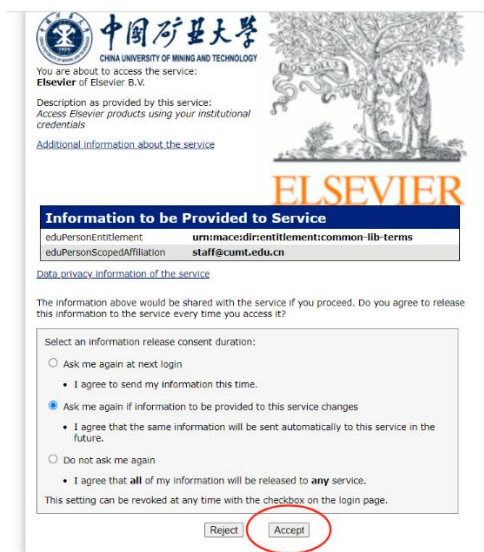 中国矿业大学
CHINA UNIVERSITY OF MINING AND TECHNOLOGY
You are about to access the service:
Elsevier of Elsevier B.V.
Description as provided by this service:
Access Elsevier products using your institutional
credentials
Additional information about the service
ELSEVIER
Information to be Provided to Service
eduPersonEntitlement urn:mace:dir:entitlement:common-lib-terms
eduPersonScopedAffiliation staff@cumt.edu.cn
Data privacy information of the service
The information above would be shared with the service if you proceed. Do you agree to release
this information to the service every time you access it?
Select an information release consent duration:
Ask me again at next login
I agree to send my information this time.
Ask me again if information to be provided to this service changes
I agree that the same information will be sent automatically to this service in the
future.
Do not ask me again
I agree that all of my information will be released to any service.
This setting can be revoked at any time with the checkbox on the login page.
Reject Accept